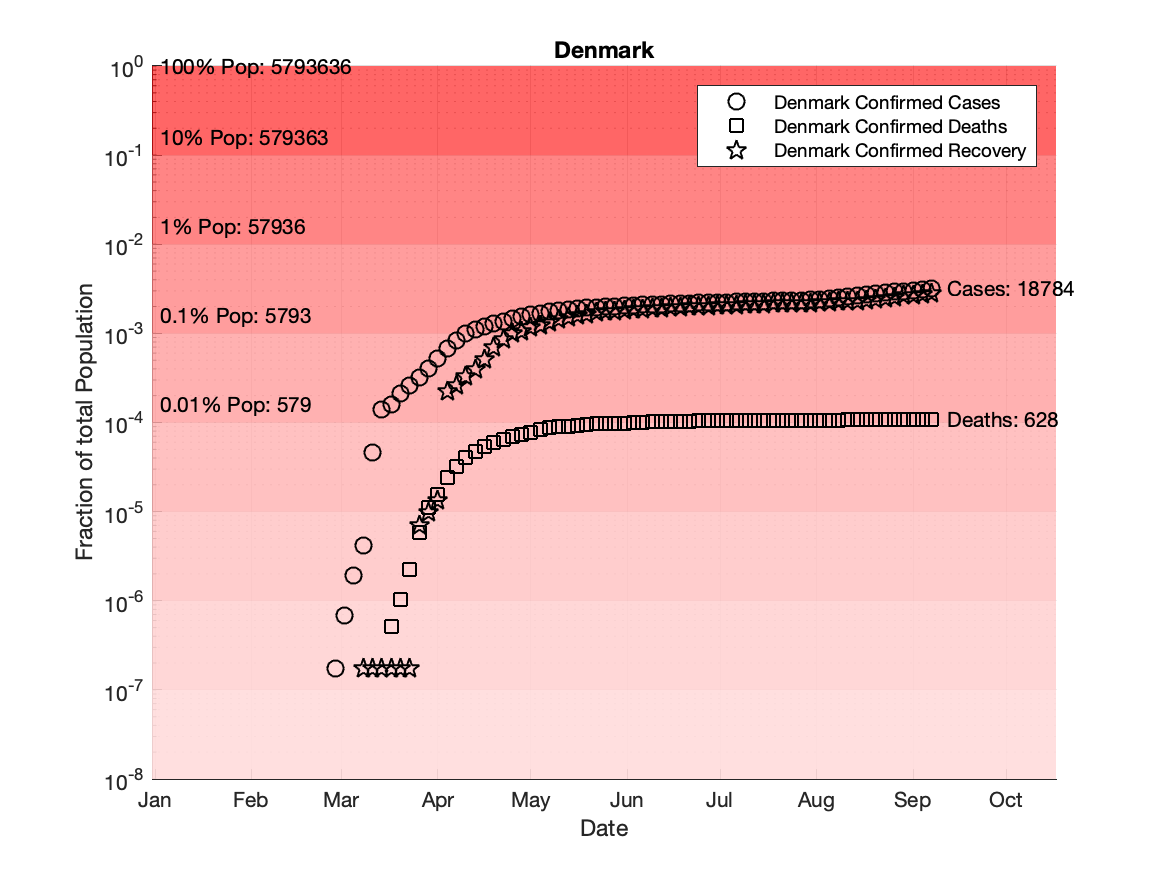 Denmark
10^0
100% Pop: 5793636
Denmark Confirmed Cases
Denmark Confirmed Deaths
Denmark Confirmed Recovery
10% Pop: 579363
10^-1
1% Pop: 57936
10^-2
Cases: 18784
0.1% Pop: 5793
10^-3
0.01% Pop: 579
10^-4
Deaths: 628
10^-5
10^-6
10^-7
10^-8
Fraction of total Population
Jan Feb Mar Apr May Jun Jul Aug Sep Oct
Date